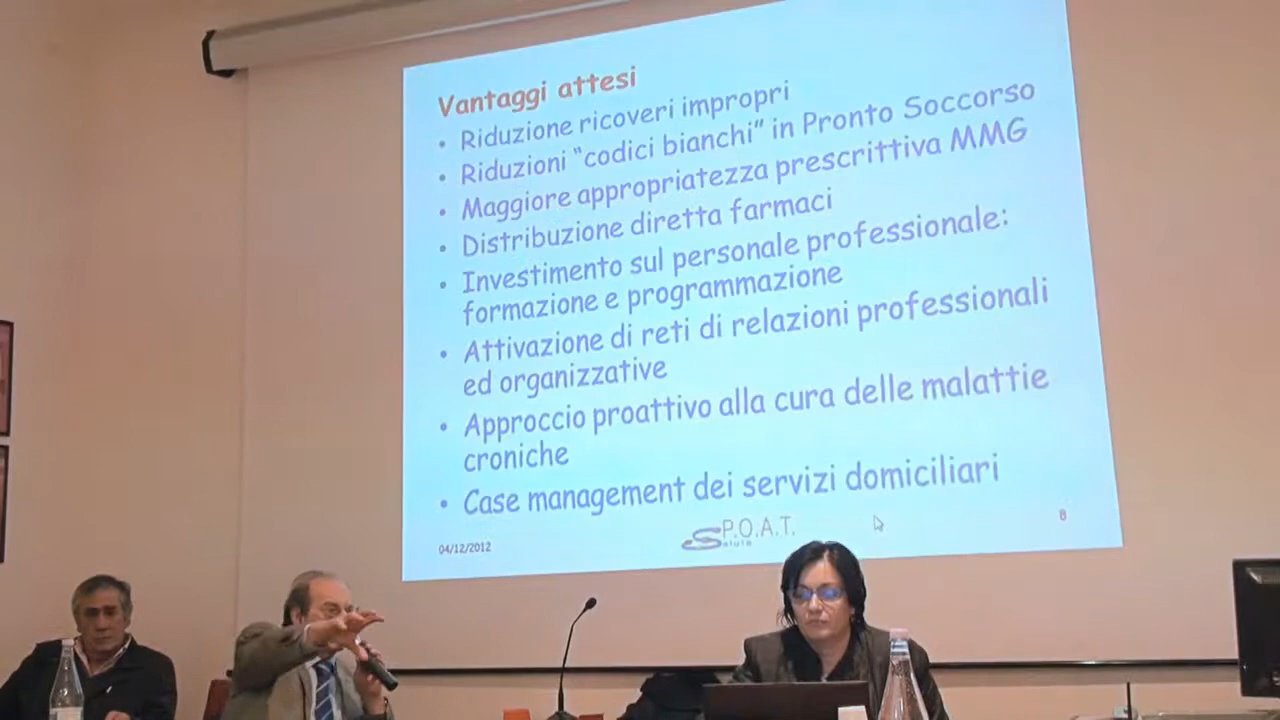 Vantaggi attesi
• Riduzione ricoveri impropri
• Riduzioni “codici bianchi” in Pronto Soccorso
• Maggiore appropriatezza prescrittiva MMG
• Distribuzione diretta farmaci
• Investimento sul personale professionale:
formazione e programmazione
• Attivazione di reti di relazioni professionali
ed organizzative
• Approccio proattivo alla cura delle malattie
croniche
• Case management dei servizi domiciliari
04/12/2012
P.O.A.T.
Salute
8